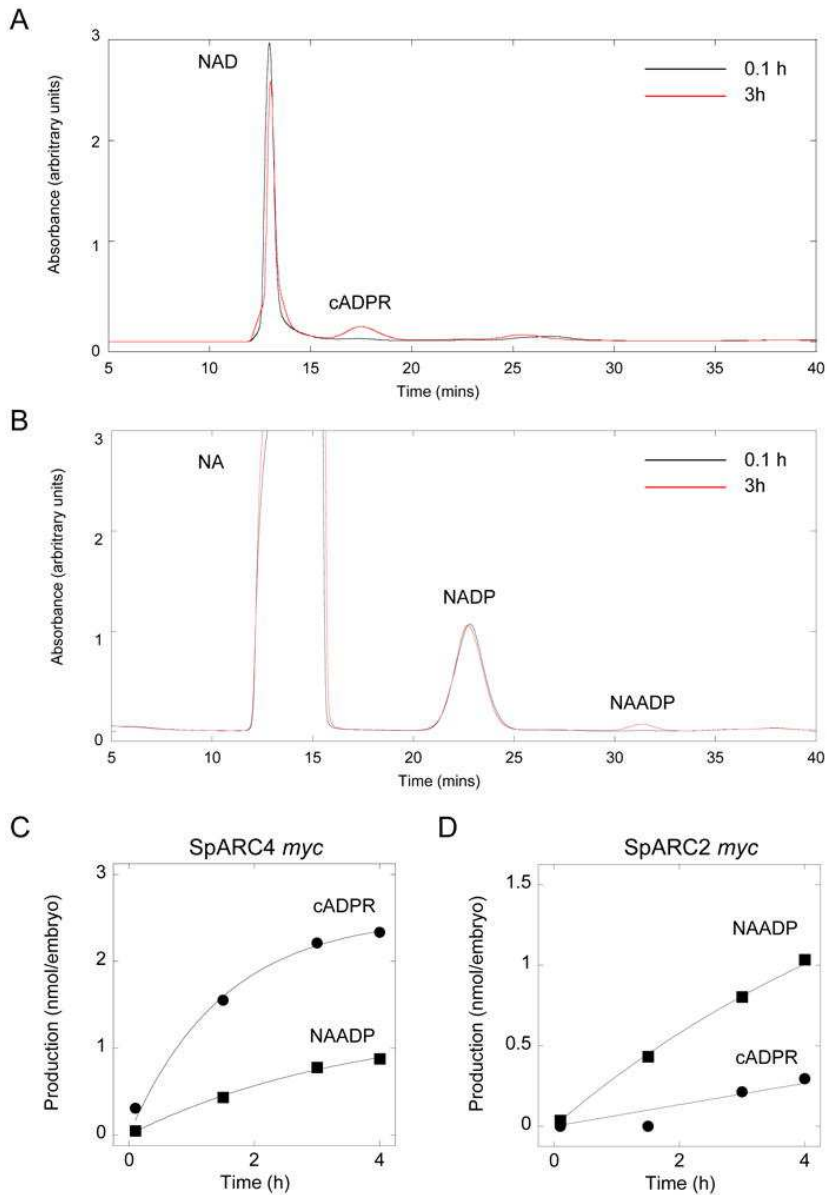 A
3
2
1
0
Absorbance (arbritrary units)
NAD
cADPR
0.1 h
3h
5
10
15
20
25
30
35
40
Time (mins)
B
3
2
1
0
Absorbance (arbritrary units)
NA
NADP
NAADP
0.1 h
3h
5
10
15
20
25
30
35
40
Time (mins)
C
SpARC4 myc
3
2
1
0
Production (nmol/embryo)
cADPR
NAADP
0
2
4
Time (h)
D
SpARC2 myc
1.5
1
0.5
0
Production (nmol/embryo)
NAADP
cADPR
0
2
4
Time (h)